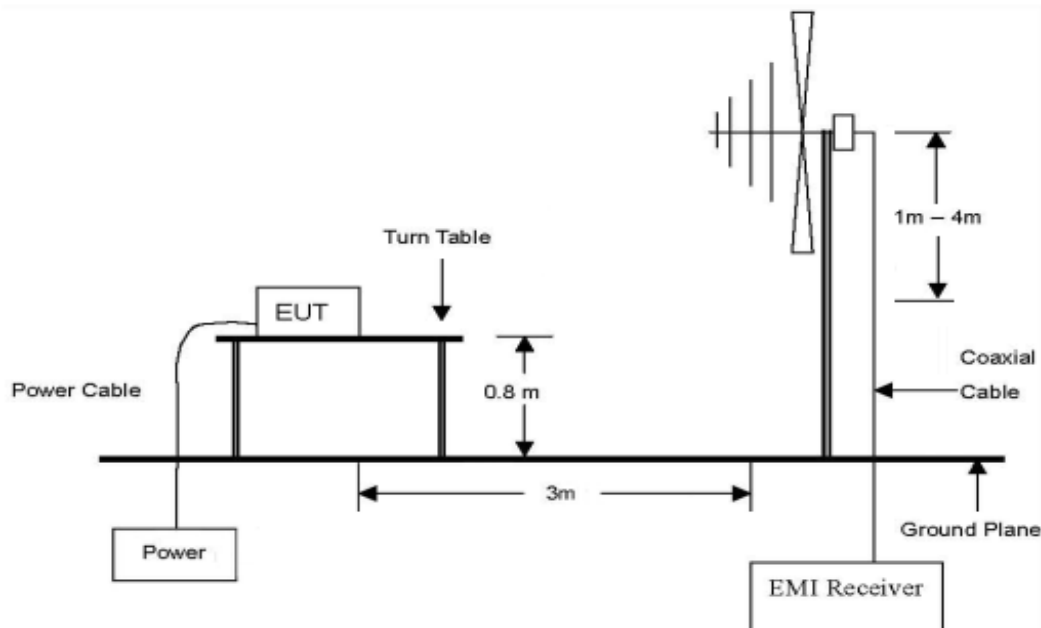 1m – 4m
Turn Table
EUT
Coaxial
Cable
Power Cable
0.8 m
3m
Ground Plane
Power
EMI Receiver